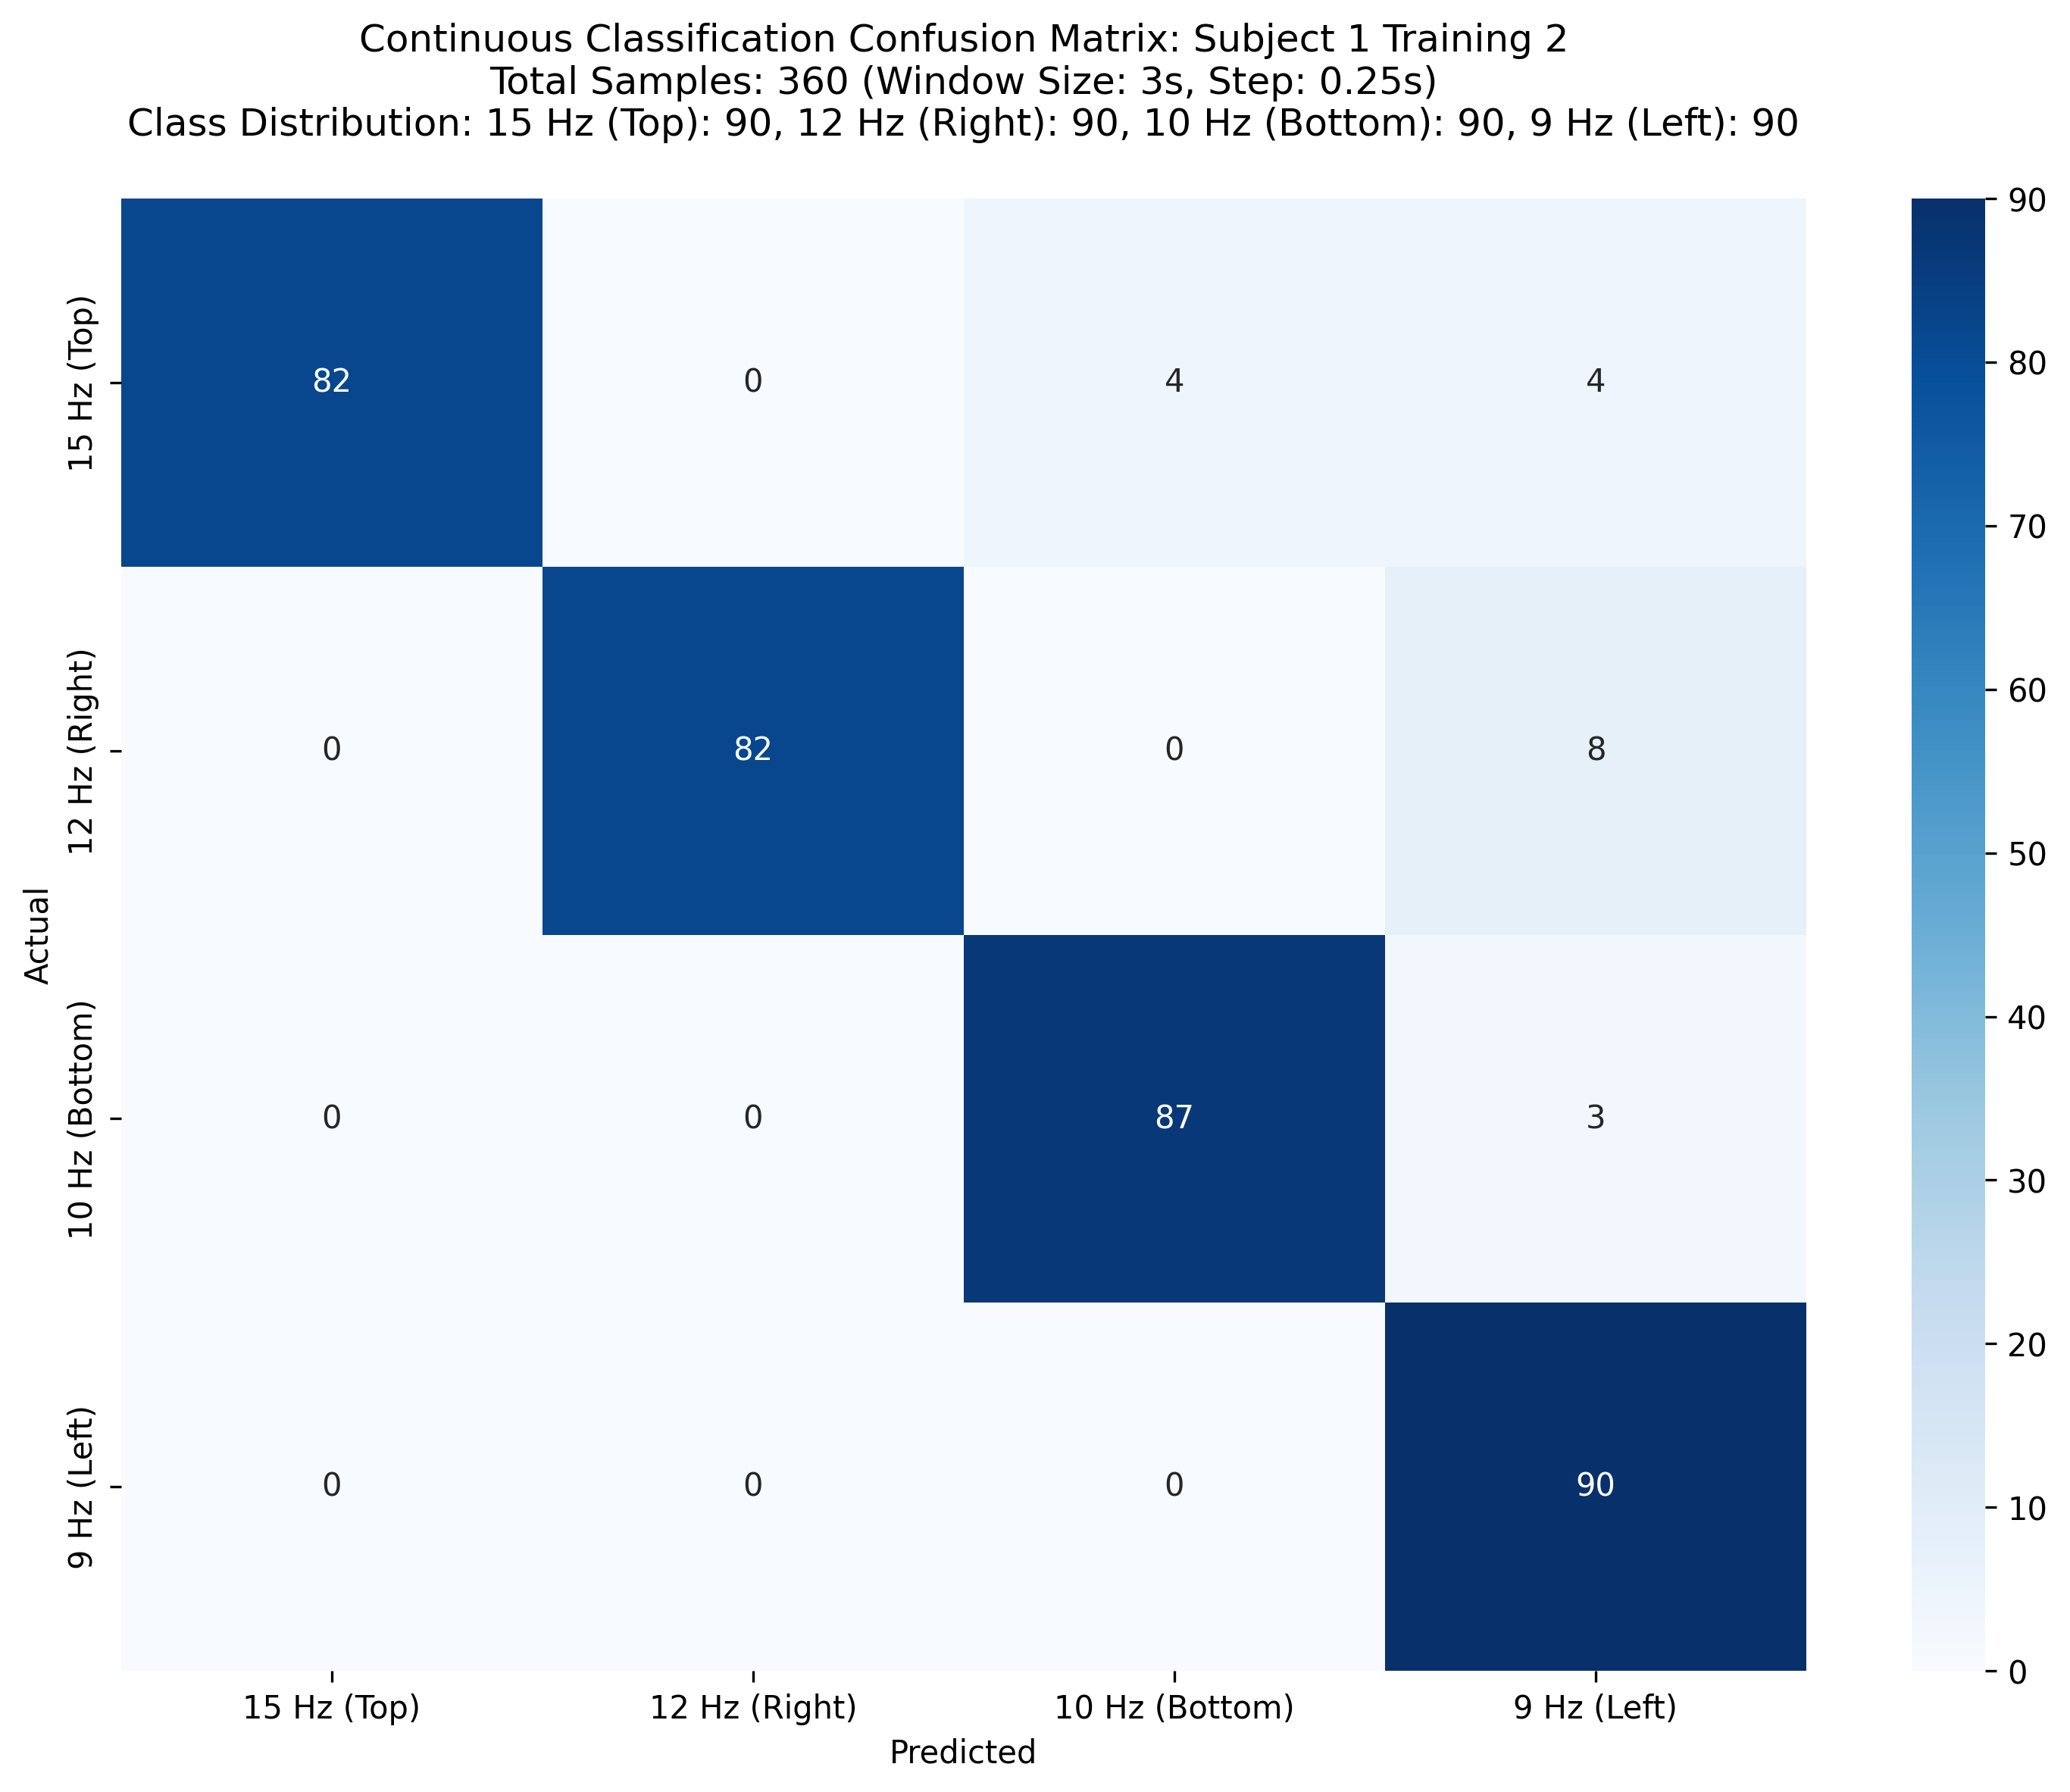 Continuous Classification Confusion Matrix: Subject 1 Training 2
Total Samples: 360 (Window Size: 3s, Step: 0.25s)
Class Distribution: 15 Hz (Top): 90, 12 Hz (Right): 90, 10 Hz (Bottom): 90, 9 Hz (Left): 90
Actual
15 Hz (Top)
82 0 4 4
12 Hz (Right)
0 82 0 8
10 Hz (Bottom)
0 0 87 3
9 Hz (Left)
0 0 0 90
15 Hz (Top) 12 Hz (Right) 10 Hz (Bottom) 9 Hz (Left)
Predicted
90
80
70
60
50
40
30
20
10
0